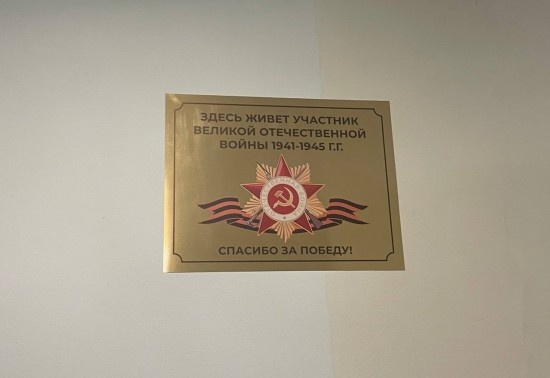 ЗДЕСЬ ЖИВЕТ УЧАСТНИК
ВЕЛИКОЙ ОТЕЧЕСТВЕННОЙ
ВОЙНЫ 1941-1945 Г.Г.
СПАСИБО ЗА ПОБЕДУ!